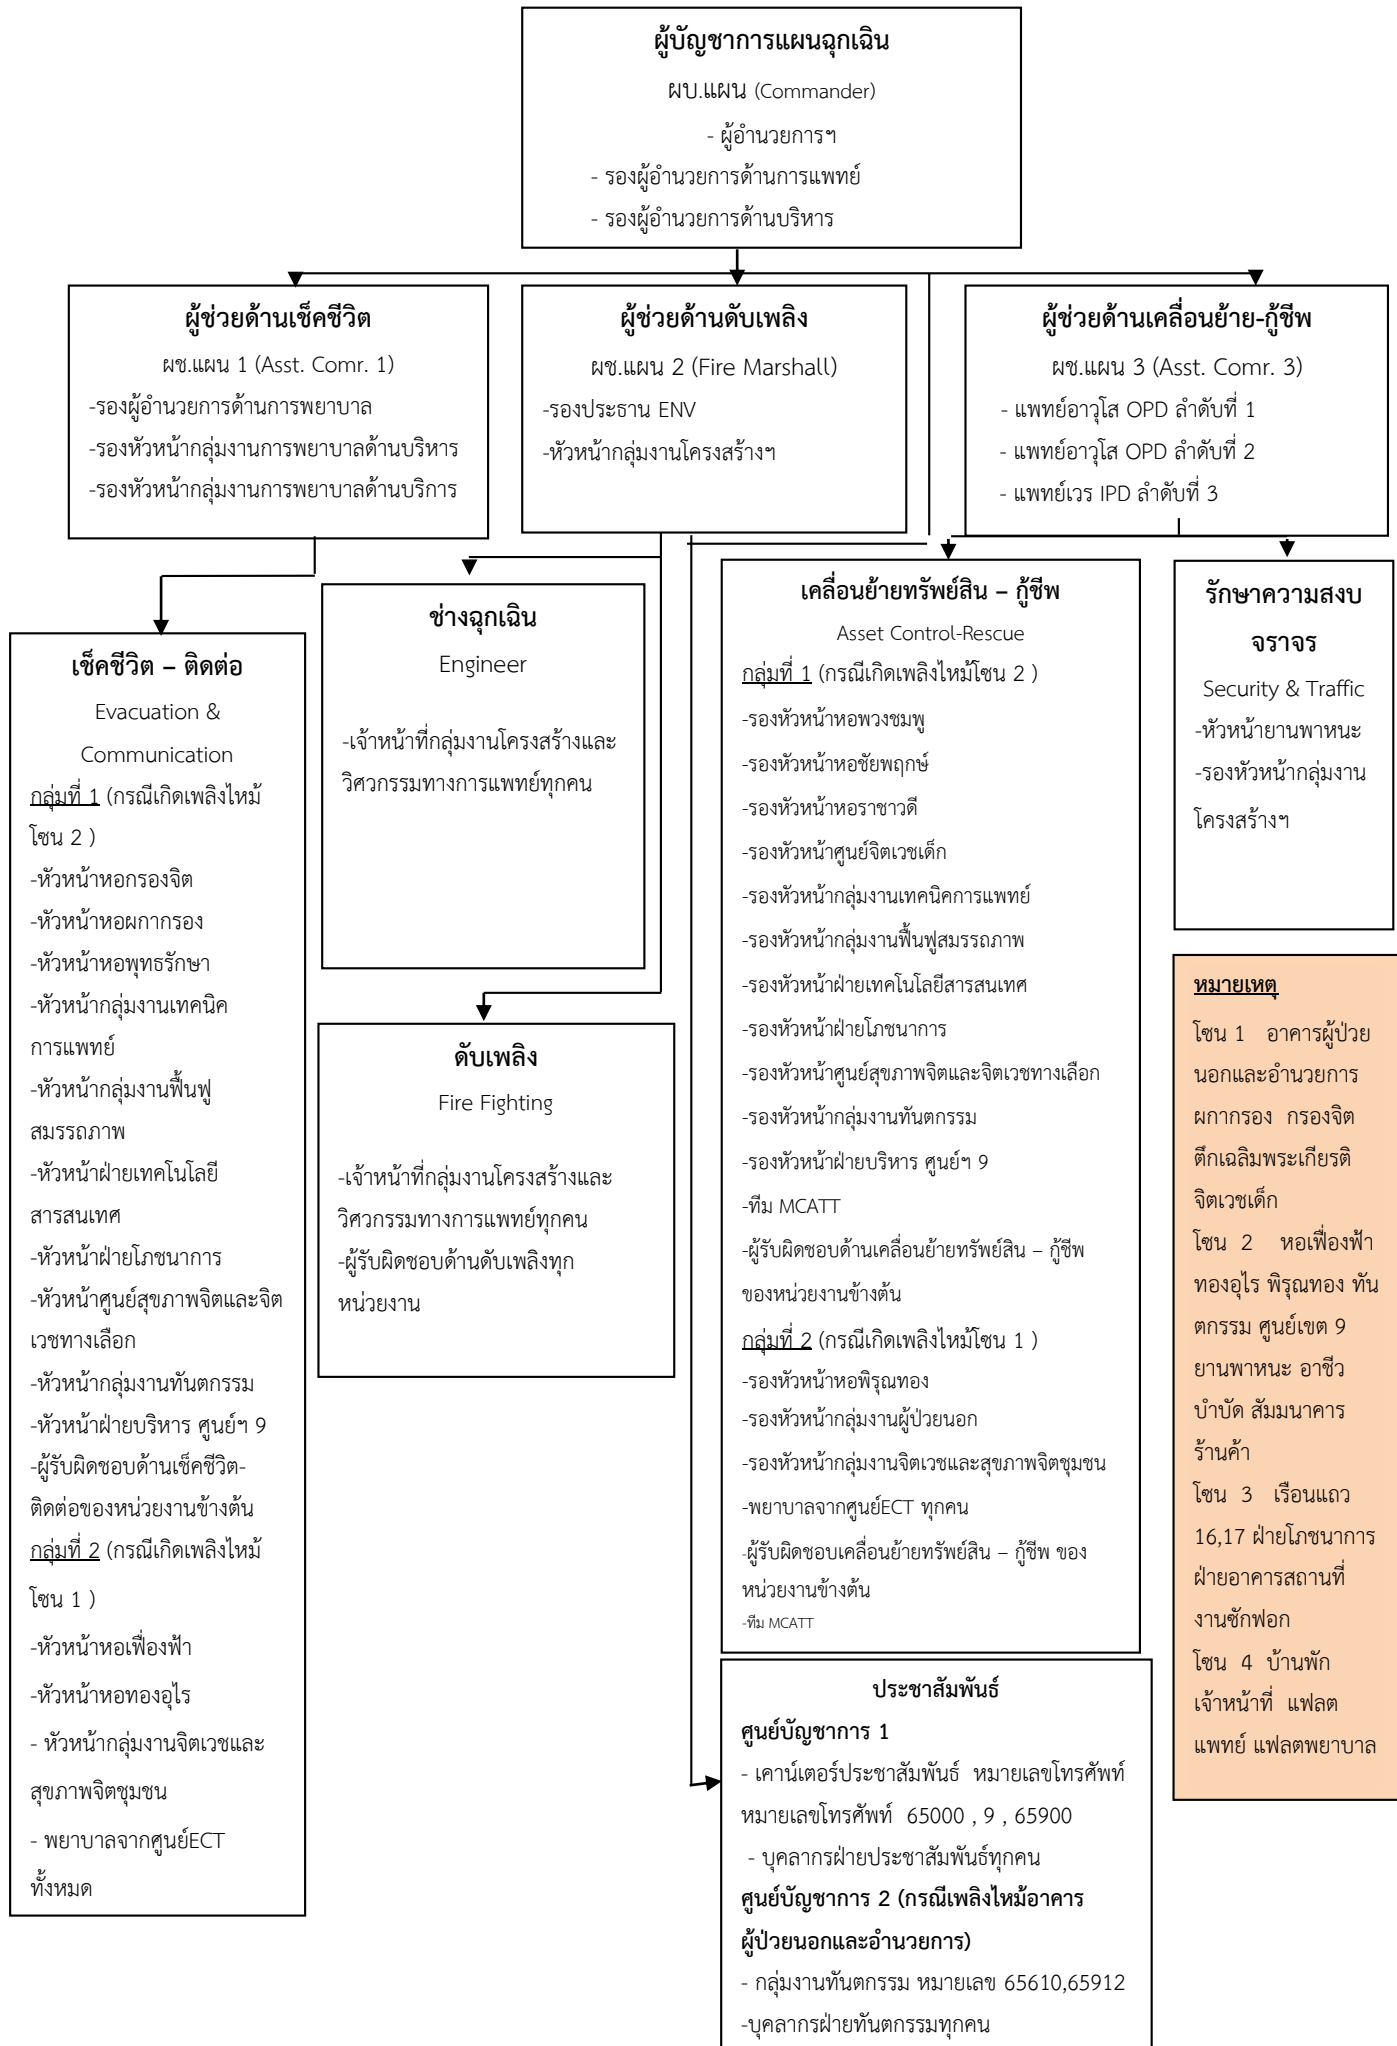 ผู้บัญชาการแผนฉุกเฉิน
ผบ.แผน (Commander)
- ผู้อำนวยการฯ
- รองผู้อำนวยการด้านการแพทย์
- รองผู้อำนวยการด้านบริหาร
ผู้ช่วยด้านเช็คชีวิต
ผช.แผน 1 (Asst. Comr. 1)
-รองผู้อำนวยการด้านการพยาบาล
-รองหัวหน้ากลุ่มงานการพยาบาลด้านบริหาร
-รองหัวหน้ากลุ่มงานการพยาบาลด้านบริการ
ผู้ช่วยด้านดับเพลิง
ผช.แผน 2 (Fire Marshall)
-รองประธาน ENV
-หัวหน้ากลุ่มงานโครงสร้างฯ
ผู้ช่วยด้านเคลื่อนย้าย-กู้ชีพ
ผช.แผน 3 (Asst. Comr. 3)
- แพทย์อาวุโส OPD ลำดับที่ 1
- แพทย์อาวุโส OPD ลำดับที่ 2
- แพทย์เวร IPD ลำดับที่ 3
เช็คชีวิต – ติดต่อ
Evacuation &
Communication
กลุ่มที่ 1 (กรณีเกิดเพลิงไหม้
โซน 2 )
-หัวหน้าหอกรองจิต
-หัวหน้าหอผกากรอง
-หัวหน้าหอพุทธรักษา
-หัวหน้ากลุ่มงานเทคนิค
การแพทย์
-หัวหน้ากลุ่มงานฟื้นฟู
สมรรถภาพ
-หัวหน้าฝ่ายเทคโนโลยี
สารสนเทศ
-หัวหน้าฝ่ายโภชนาการ
-หัวหน้าศูนย์สุขภาพจิตและจิต
เวชทางเลือก
-หัวหน้ากลุ่มงานทันตกรรม
-หัวหน้าฝ่ายบริหาร ศูนย์ฯ 9
-ผู้รับผิดชอบด้านเช็คชีวิต-
ติดต่อของหน่วยงานข้างต้น
กลุ่มที่ 2 (กรณีเกิดเพลิงไหม้
โซน 1 )
-หัวหน้าหอเฟื่องฟ้า
-หัวหน้าหอทองอุไร
- หัวหน้ากลุ่มงานจิตเวชและ
สุขภาพจิตชุมชน
- พยาบาลจากศูนย์ECT
ทั้งหมด
ช่างฉุกเฉิน
Engineer
-เจ้าหน้าที่กลุ่มงานโครงสร้างและ
วิศวกรรมทางการแพทย์ทุกคน
ดับเพลิง
Fire Fighting
-เจ้าหน้าที่กลุ่มงานโครงสร้างและ
วิศวกรรมทางการแพทย์ทุกคน
-ผู้รับผิดชอบด้านดับเพลิงทุก
หน่วยงาน
เคลื่อนย้ายทรัพย์สิน – กู้ชีพ
Asset Control-Rescue
กลุ่มที่ 1 (กรณีเกิดเพลิงไหม้โซน 2 )
-รองหัวหน้าหอพวงชมพู
-รองหัวหน้าหอชัยพฤกษ์
-รองหัวหน้าหอราชาวดี
-รองหัวหน้าศูนย์จิตเวชเด็ก
-รองหัวหน้ากลุ่มงานเทคนิคการแพทย์
-รองหัวหน้ากลุ่มงานฟื้นฟูสมรรถภาพ
-รองหัวหน้าฝ่ายเทคโนโลยีสารสนเทศ
-รองหัวหน้าฝ่ายโภชนาการ
-รองหัวหน้าศูนย์สุขภาพจิตและจิตเวชทางเลือก
-รองหัวหน้ากลุ่มงานทันตกรรม
-รองหัวหน้าฝ่ายบริหาร ศูนย์ฯ 9
-ทีม MCATT
-ผู้รับผิดชอบด้านเคลื่อนย้ายทรัพย์สิน – กู้ชีพ
ของหน่วยงานข้างต้น
กลุ่มที่ 2 (กรณีเกิดเพลิงไหม้โซน 1 )
-รองหัวหน้าหอพิรุณทอง
-รองหัวหน้ากลุ่มงานผู้ป่วยนอก
-รองหัวหน้ากลุ่มงานจิตเวชและสุขภาพจิตชุมชน
-พยาบาลจากศูนย์ECT ทุกคน
-ผู้รับผิดชอบเคลื่อนย้ายทรัพย์สิน – กู้ชีพ ของ
หน่วยงานข้างต้น
-ทีม MCATT
รักษาความสงบ
จราจร
Security & Traffic
-หัวหน้ายานพาหนะ
-รองหัวหน้ากลุ่มงาน
โครงสร้างฯ
หมายเหตุ
โซน 1 อาคารผู้ป่วย
นอกและอำนวยการ
ผกากรอง กรองจิต
ตึกเฉลิมพระเกียรติ
จิตเวชเด็ก
โซน 2 หอเฟื่องฟ้า
ทองอุไร พิรุณทอง ทัน
ตกรรม ศูนย์เขต 9
ยานพาหนะ อาชีว
บำบัด สัมมนาคาร
ร้านค้า
โซน 3 เรือนแถว
16,17 ฝ่ายโภชนาการ
ฝ่ายอาคารสถานที่
งานซักฟอก
โซน 4 บ้านพัก
เจ้าหน้าที่ แฟลต
แพทย์ แฟลตพยาบาล
ประชาสัมพันธ์
ศูนย์บัญชาการ 1
- เคาน์เตอร์ประชาสัมพันธ์ หมายเลขโทรศัพท์
หมายเลขโทรศัพท์ 65000 , 9 , 65900
- บุคลากรฝ่ายประชาสัมพันธ์ทุกคน
ศูนย์บัญชาการ 2 (กรณีเพลิงไหม้อาคาร
ผู้ป่วยนอกและอำนวยการ)
- กลุ่มงานทันตกรรม หมายเลข 65610,65912
-บุคลากรฝ่ายทันตกรรมทุกคน